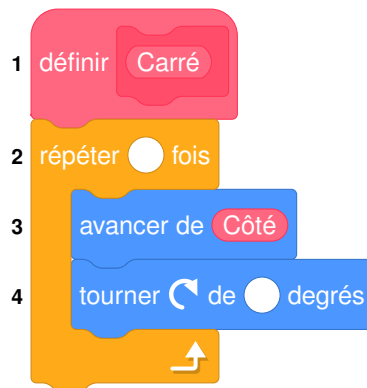 1 définir Carré
2 répéter fois
3 avancer de Côté
4 tourner de degrés